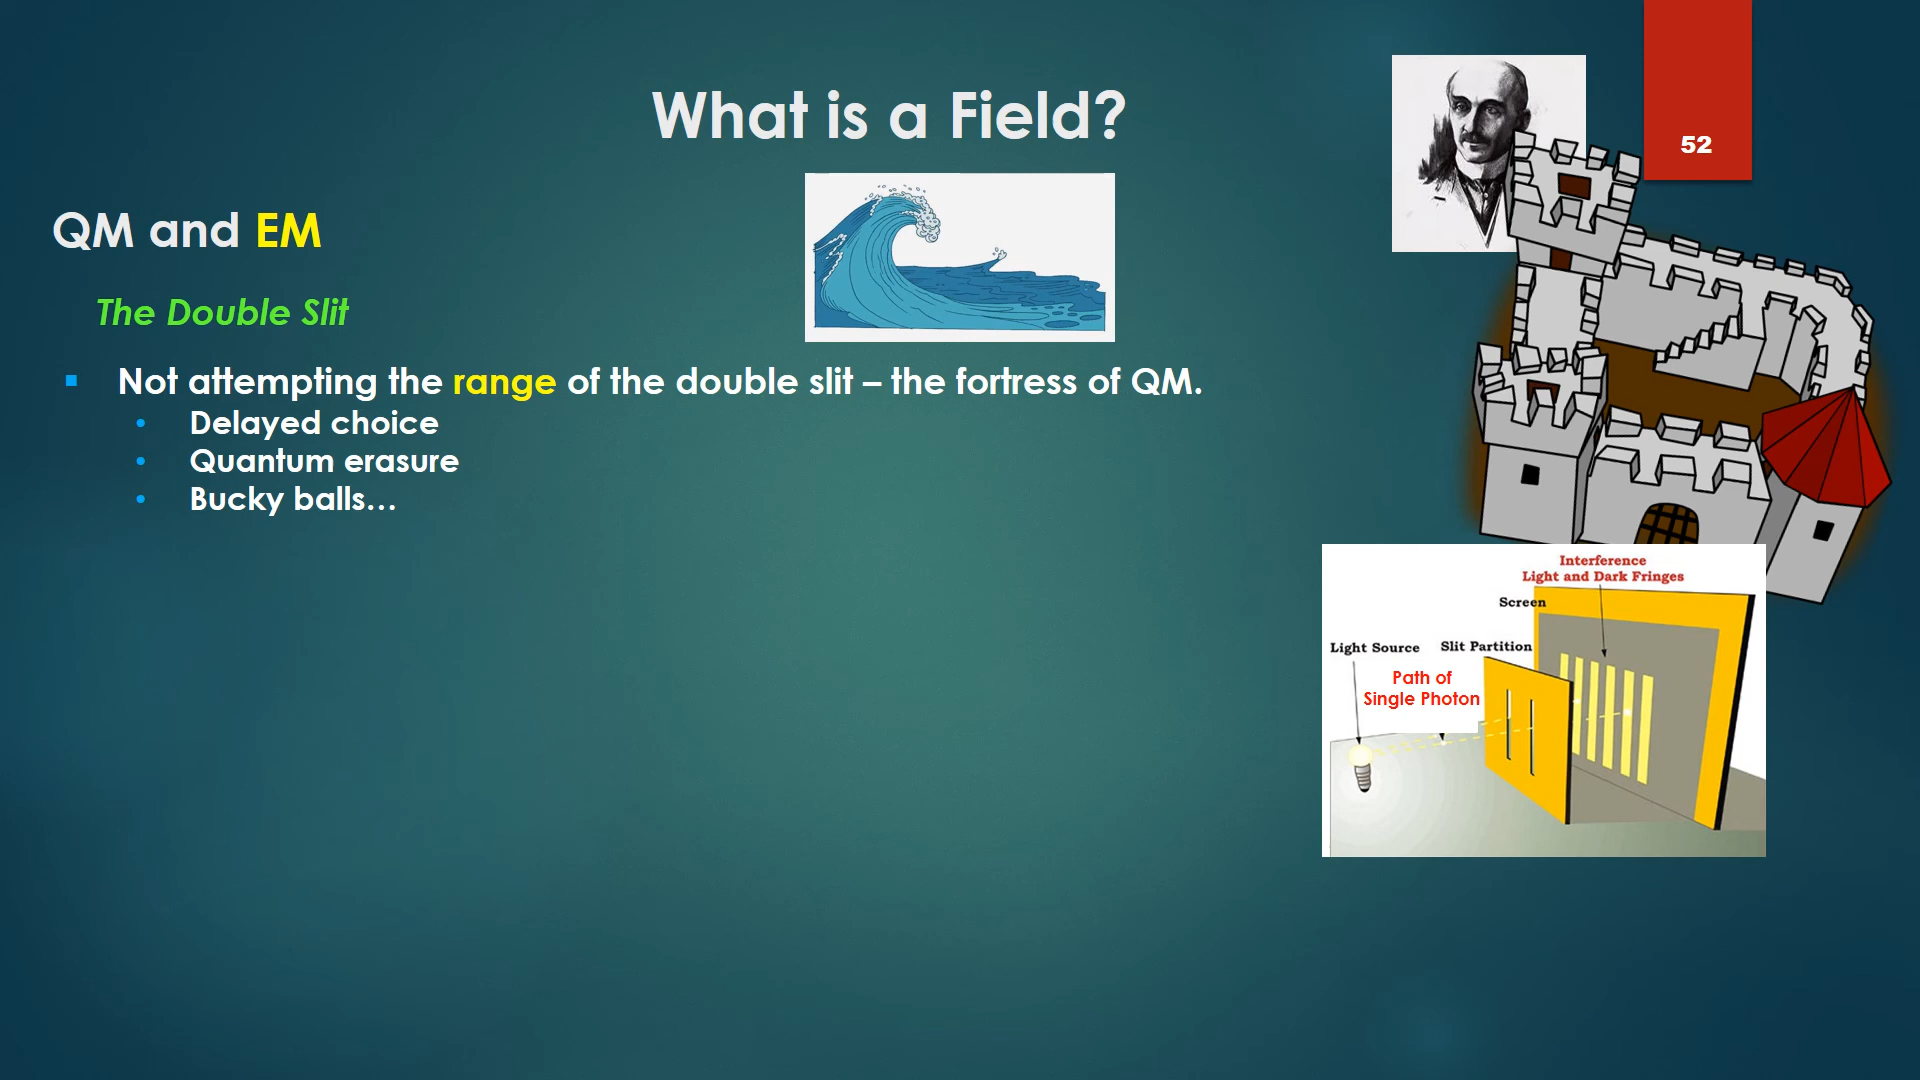 What is a Field?
52
QM and EM
The Double Slit
Not attempting the range of the double slit – the fortress of QM.
Delayed choice
Quantum erasure
Bucky balls…
Interference
Light and Dark Fringes
Screen
Light Source
Slit Partition
Path of
Single Photon